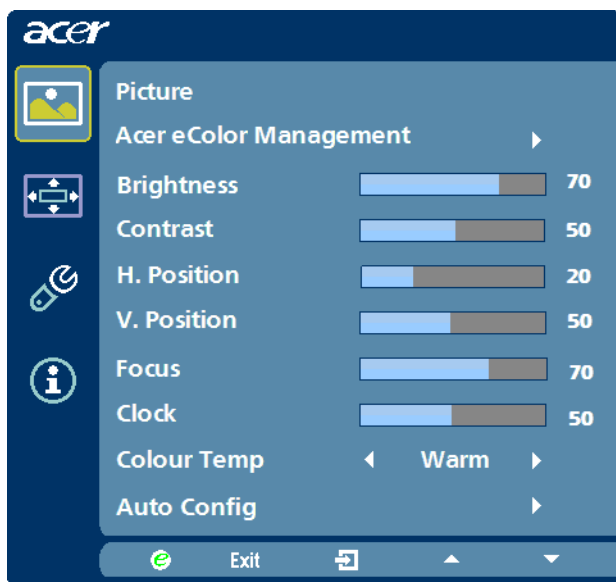 acer
Picture
Acer eColor Management
Brightness 70
Contrast 50
H. Position 20
V. Position 50
Focus 70
Clock 50
Colour Temp Warm
Auto Config
e Exit